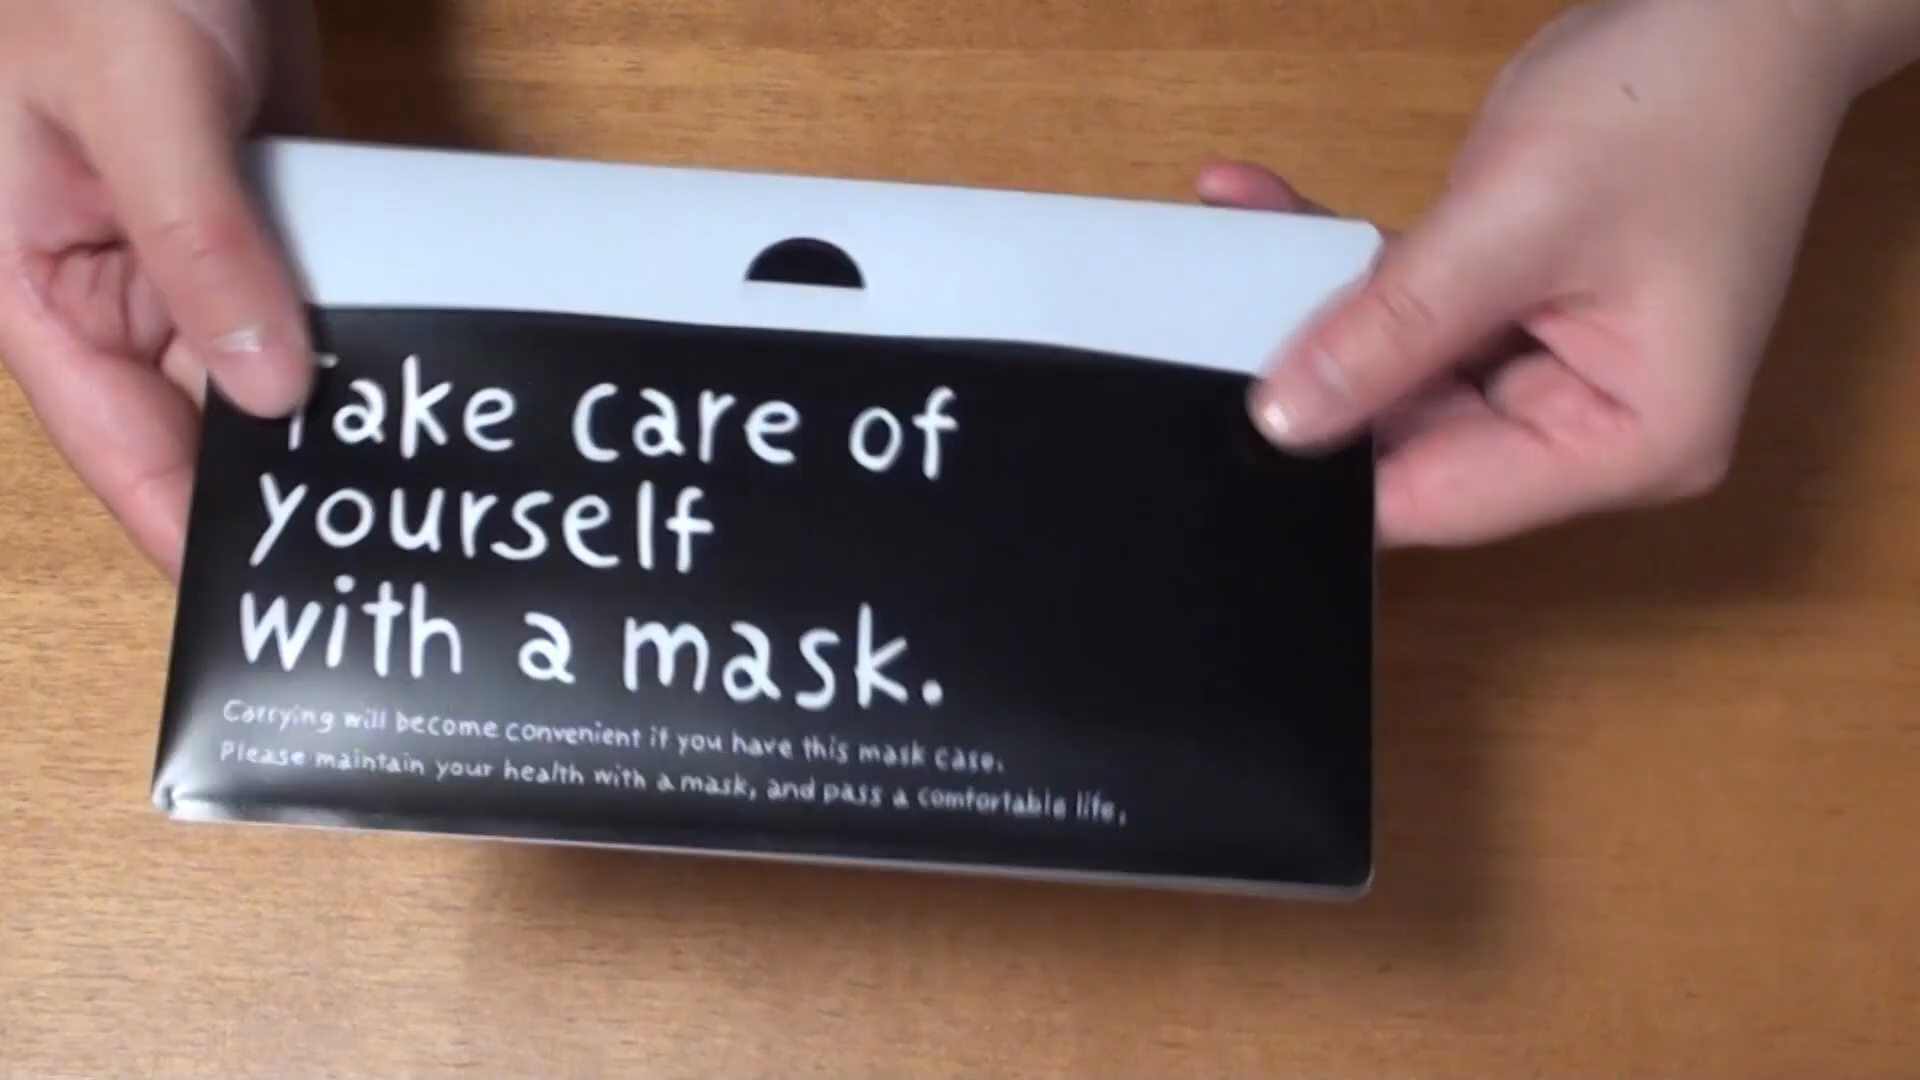 Take care of
yourself
with a mask.
Carrying will become convenient if you have this mask case.
Please maintain your health with a mask, and pass a comfortable life.